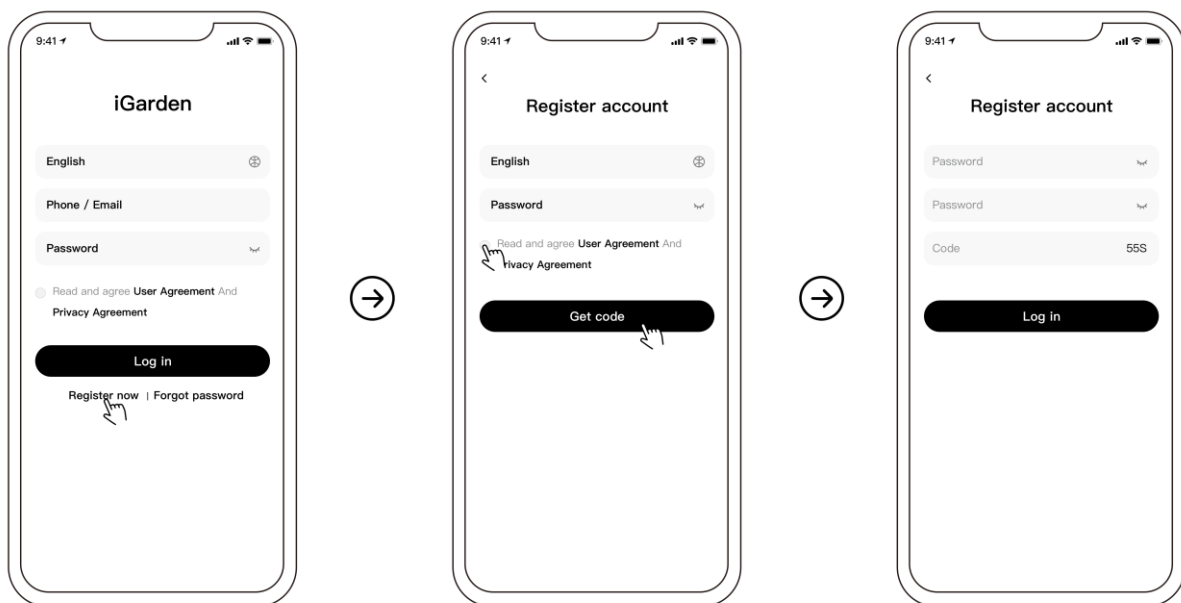 9:41
iGarden
English
Phone / Email
Password
Read and agree User Agreement And
Privacy Agreement
Log in
Register now | Forgot password
9:41
Register account
English
Password
Read and agree User Agreement And
rivacy Agreement
Get code
9:41
Register account
Password
Password
Code 55S
Log in